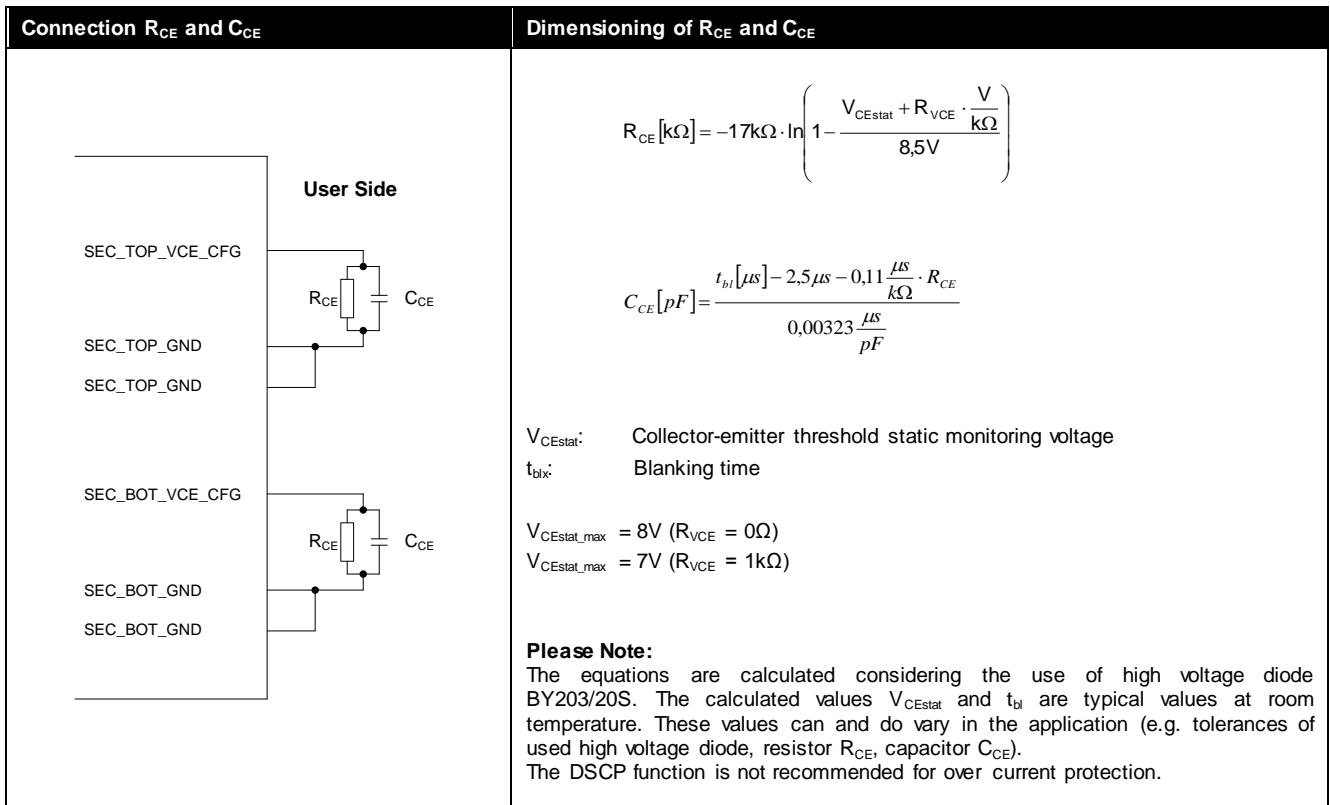 Connection RCE and CCE
Dimensioning of RCE and CCE
User Side
SEC_TOP_VCE_CFG
RCE
CCE
SEC_TOP_GND
SEC_TOP_GND
SEC_BOT_VCE_CFG
RCE
CCE
SEC_BOT_GND
SEC_BOT_GND
RCE[kΩ] = −17kΩ · ln(1 − (VCEstat + RVCE · V/kΩ) / 8,5V)
CCE[pF] = (tbl[μs] − 2,5μs − 0,11 μs/kΩ · RCE) / (0,00323 μs/pF)
VCEstat: Collector-emitter threshold static monitoring voltage
tblx: Blanking time
VCEstat_max = 8V (RVCE = 0Ω)
VCEstat_max = 7V (RVCE = 1kΩ)
Please Note:
The equations are calculated considering the use of high voltage diode
BY203/20S. The calculated values VCEstat and tbl are typical values at room
temperature. These values can and do vary in the application (e.g. tolerances of
used high voltage diode, resistor RCE, capacitor CCE).
The DSCP function is not recommended for over current protection.